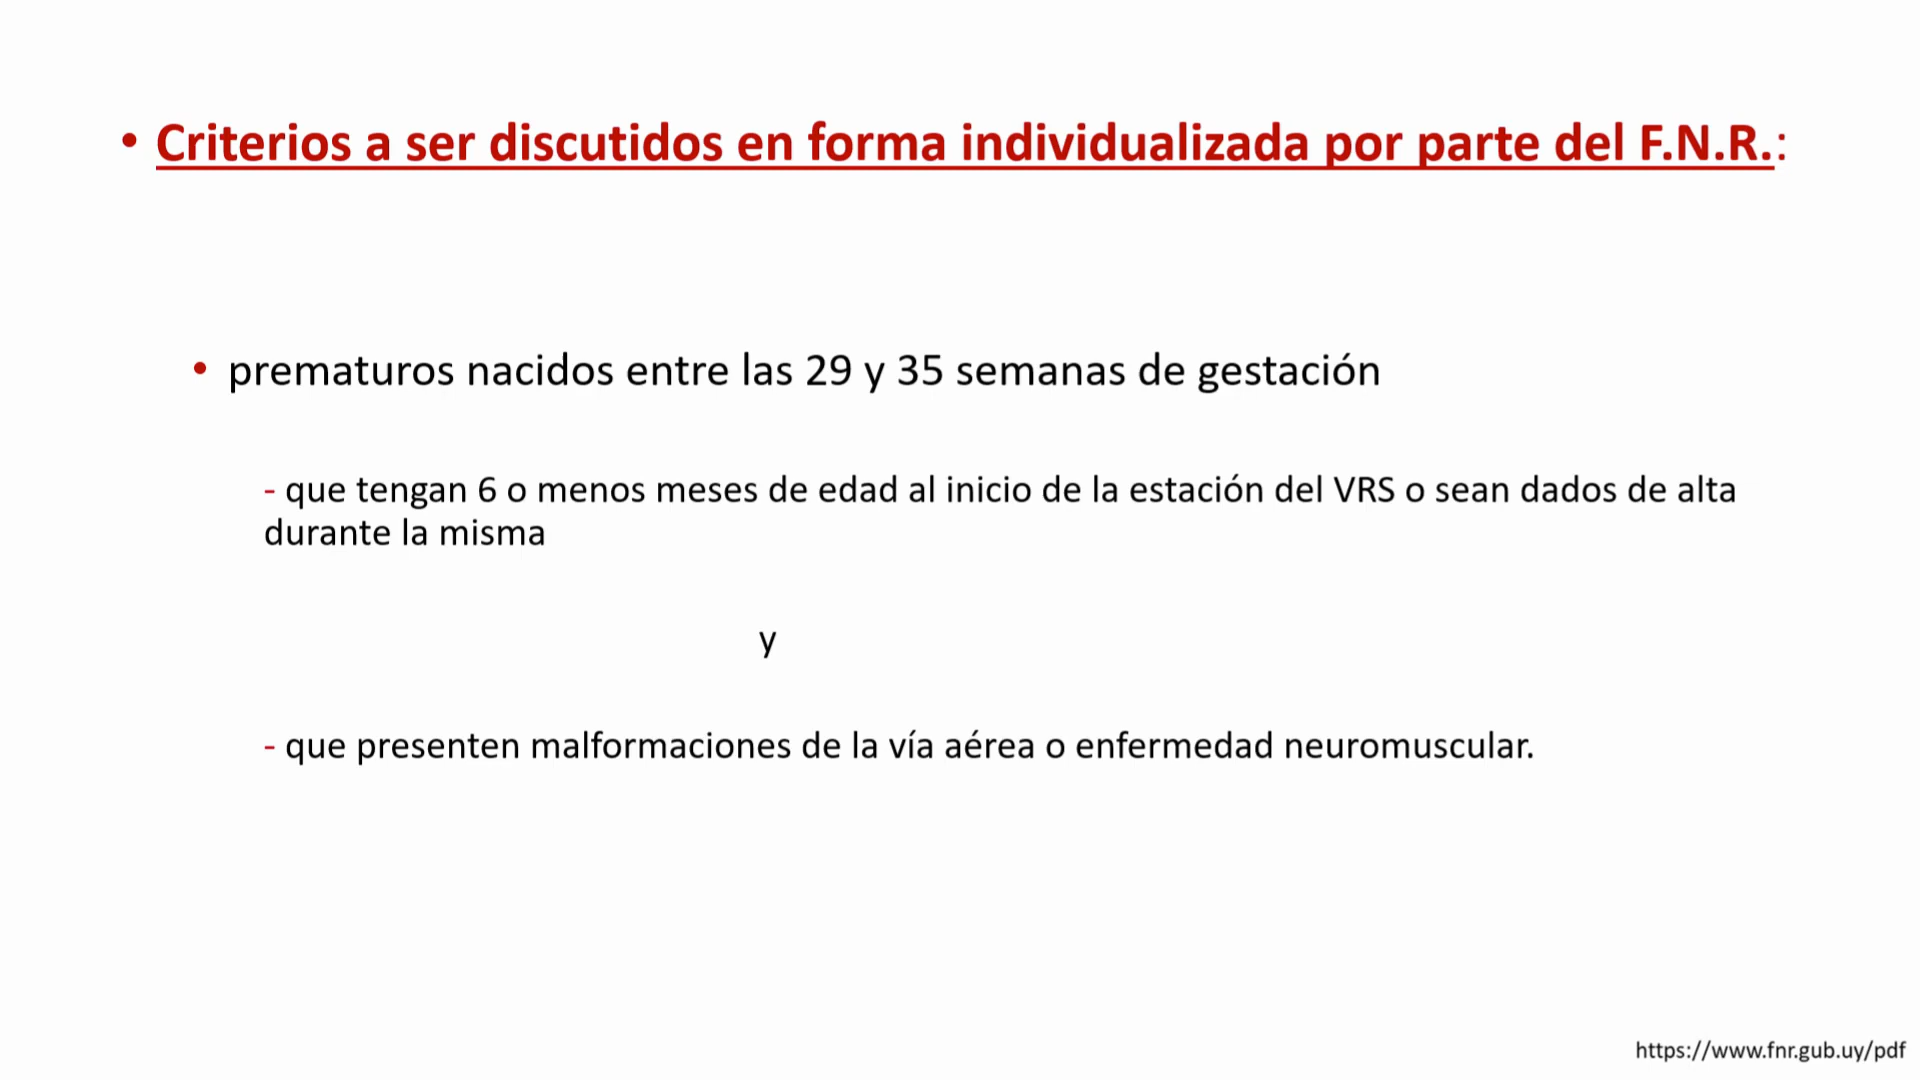 • Criterios a ser discutidos en forma individualizada por parte del F.N.R.:
• prematuros nacidos entre las 29 y 35 semanas de gestación
- que tengan 6 o menos meses de edad al inicio de la estación del VRS o sean dados de alta
durante la misma
y
- que presenten malformaciones de la vía aérea o enfermedad neuromuscular.
https://www.fnr.gub.uy/pdf